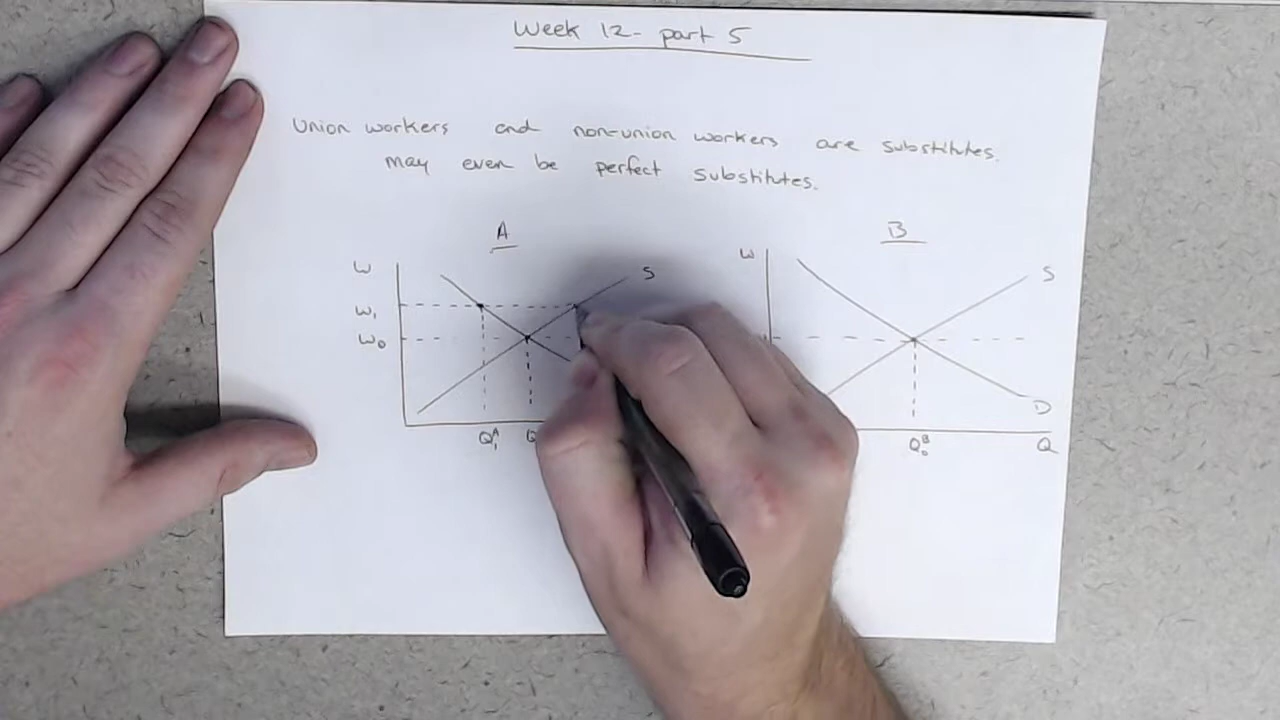 Week 12- part 5
Union workers and non-union workers are substitutes.
may even be perfect substitutes.
A
B
W
S
W
S
W₁
W₀
D
Q₁ᴬ
Q
Q₀ᴮ
Q